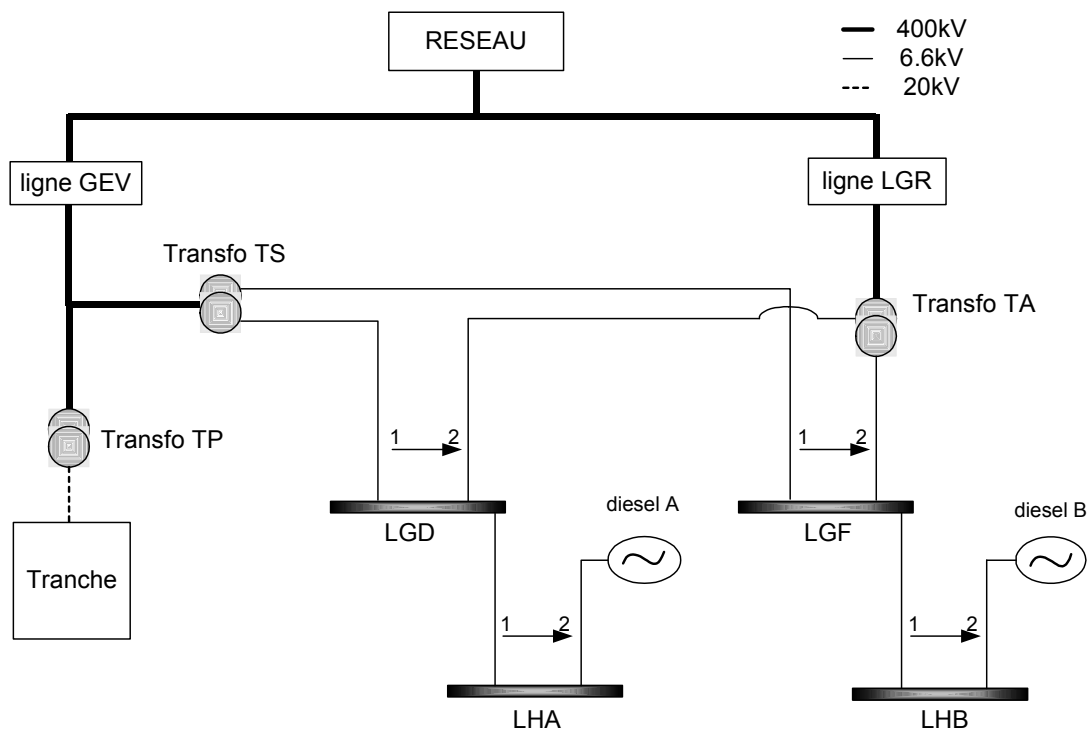 RESEAU
400kV
6.6kV
20kV
ligne GEV
ligne LGR
Transfo TS
Transfo TA
Transfo TP
1 2
1 2
LGD
LGF
diesel A
diesel B
Tranche
1 2
1 2
LHA
LHB